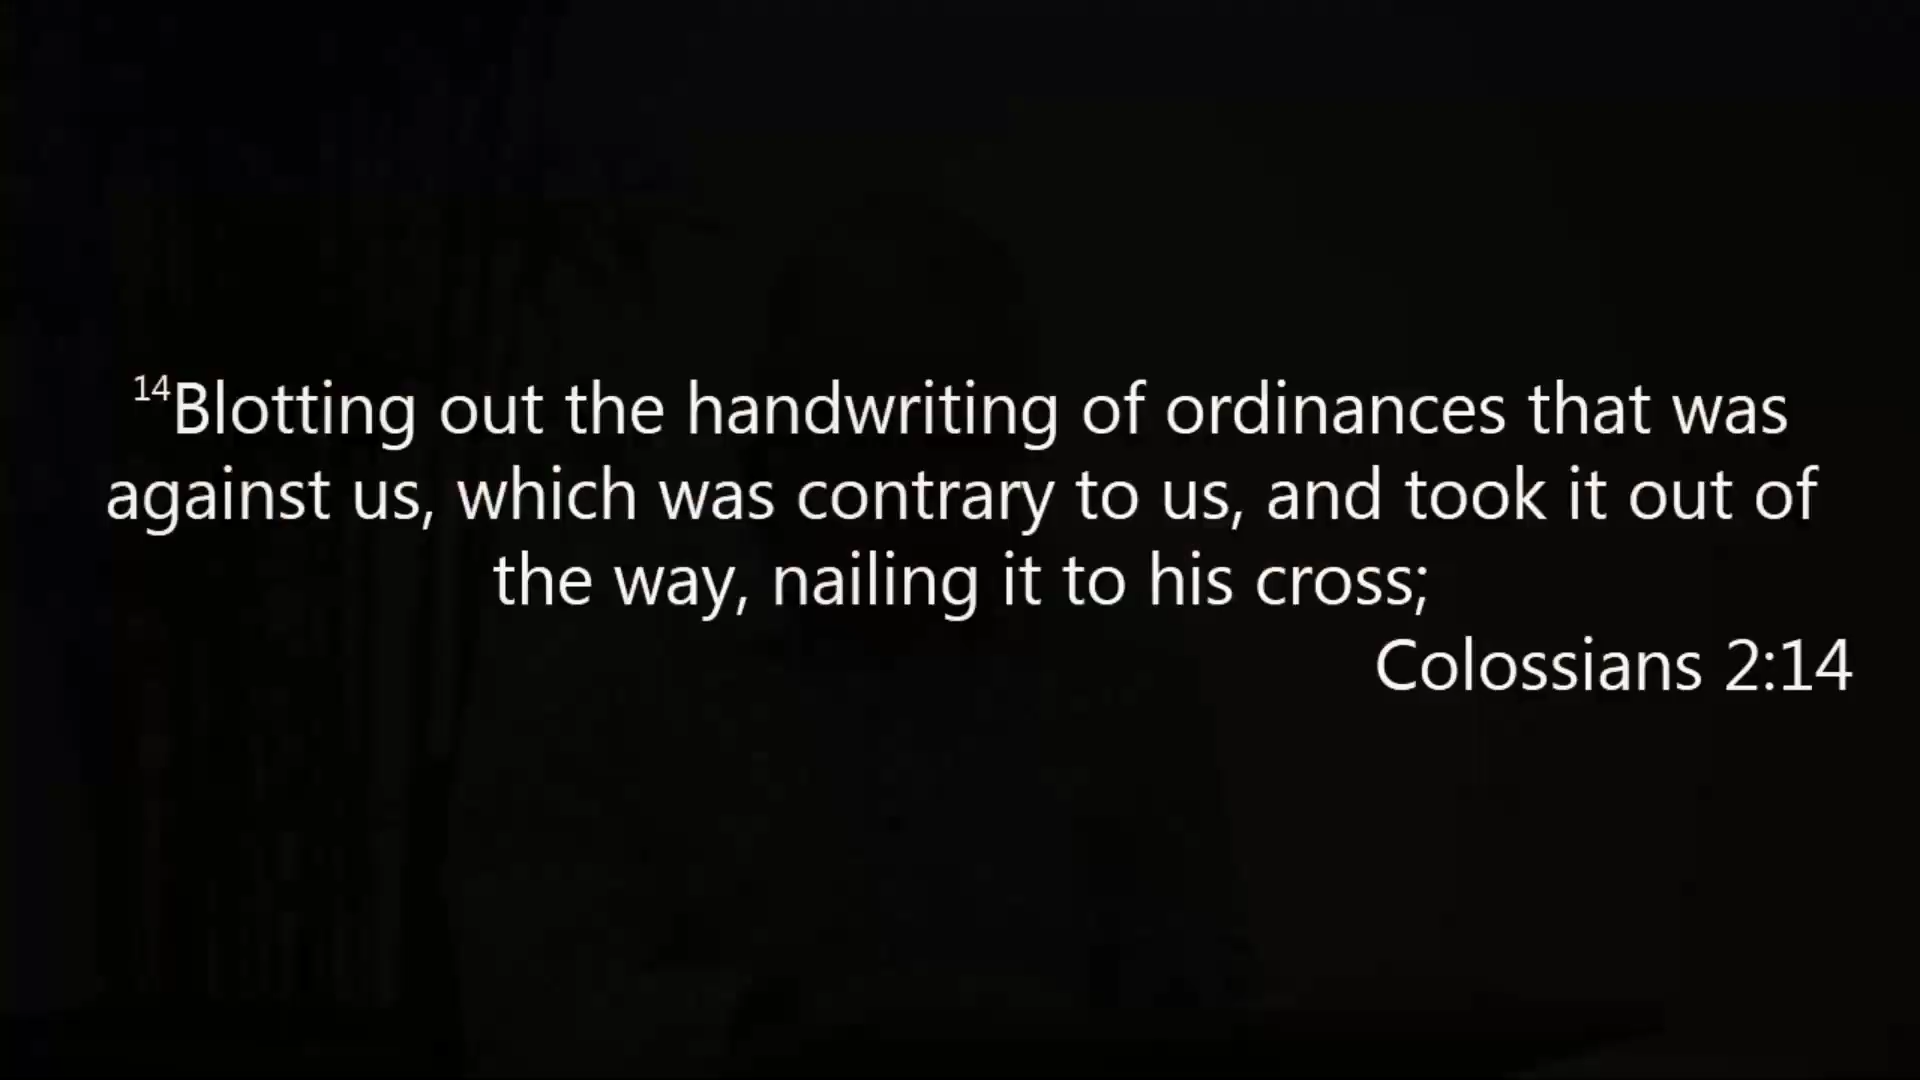 14Blotting out the handwriting of ordinances that was
against us, which was contrary to us, and took it out of
the way, nailing it to his cross;
Colossians 2:14